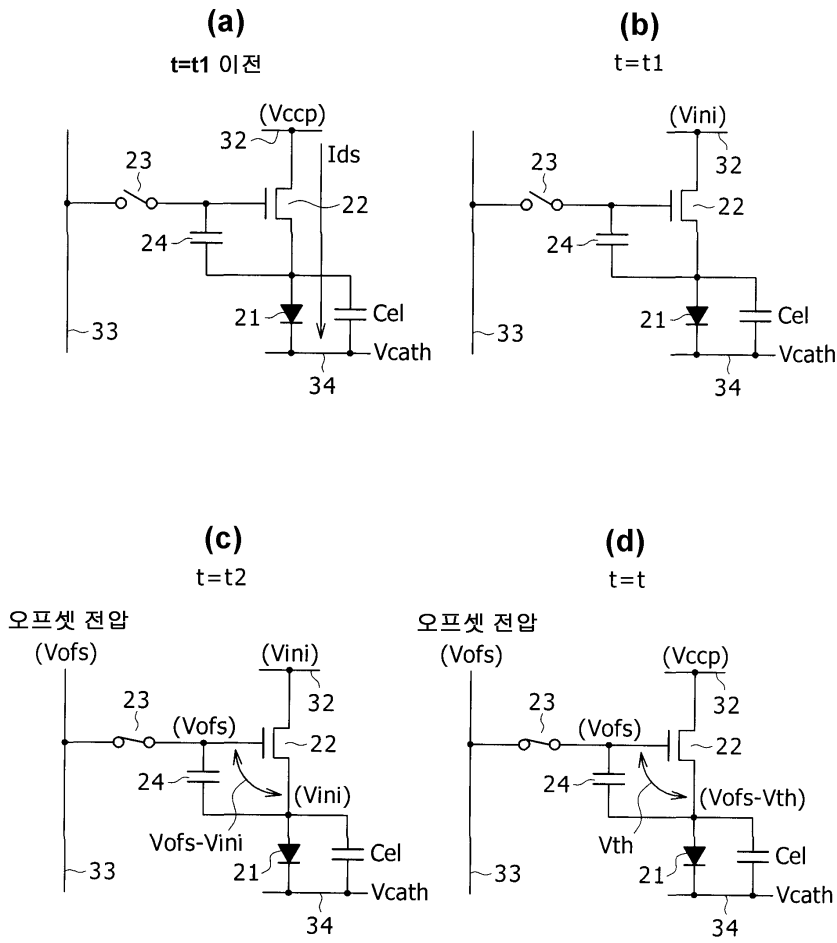 (a)
t=t1 이전
(Vccp)
32
Ids
23
22
24
21
Cel
33
Vcath
34
(b)
t=t1
(Vini)
32
23
22
24
21
Cel
33
Vcath
34
(c)
t=t2
오프셋 전압
(Vofs)
(Vini)
32
23
(Vofs)
22
24
(Vini)
Vofs-Vini
21
Cel
33
Vcath
34
(d)
t=t
오프셋 전압
(Vofs)
(Vccp)
32
23
(Vofs)
22
24
(Vofs-Vth)
Vth
21
Cel
33
Vcath
34